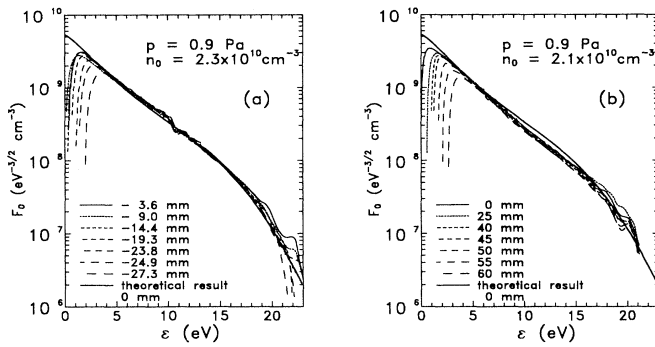 10^10
10^9
10^8
10^7
10^6
F₀ (eV^-3/2 cm^-3)
p = 0.9 Pa
n₀ = 2.3x10^10cm^-3
(a)
− 3.6 mm
− 9.0 mm
−14.4 mm
−19.3 mm
−23.8 mm
−24.9 mm
−27.3 mm
theoretical result
0 mm
0 5 10 15 20
ε (eV)
10^10
10^9
10^8
10^7
10^6
F₀ (eV^-3/2 cm^-3)
p = 0.9 Pa
n₀ = 2.1x10^10cm^-3
(b)
0 mm
25 mm
40 mm
45 mm
50 mm
55 mm
60 mm
theoretical result
0 mm
0 5 10 15 20
ε (eV)